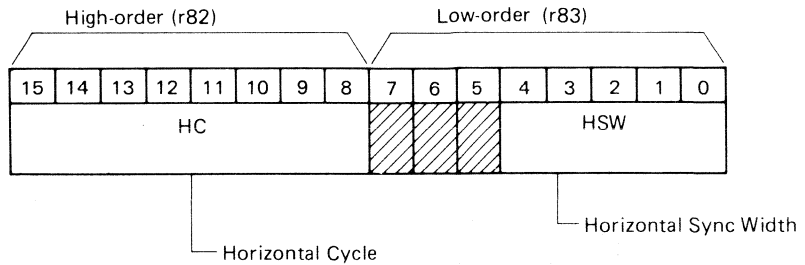 High-order (r82) Low-order (r83)
15 14 13 12 11 10 9 8 7 6 5 4 3 2 1 0
HC HSW
Horizontal Sync Width
Horizontal Cycle